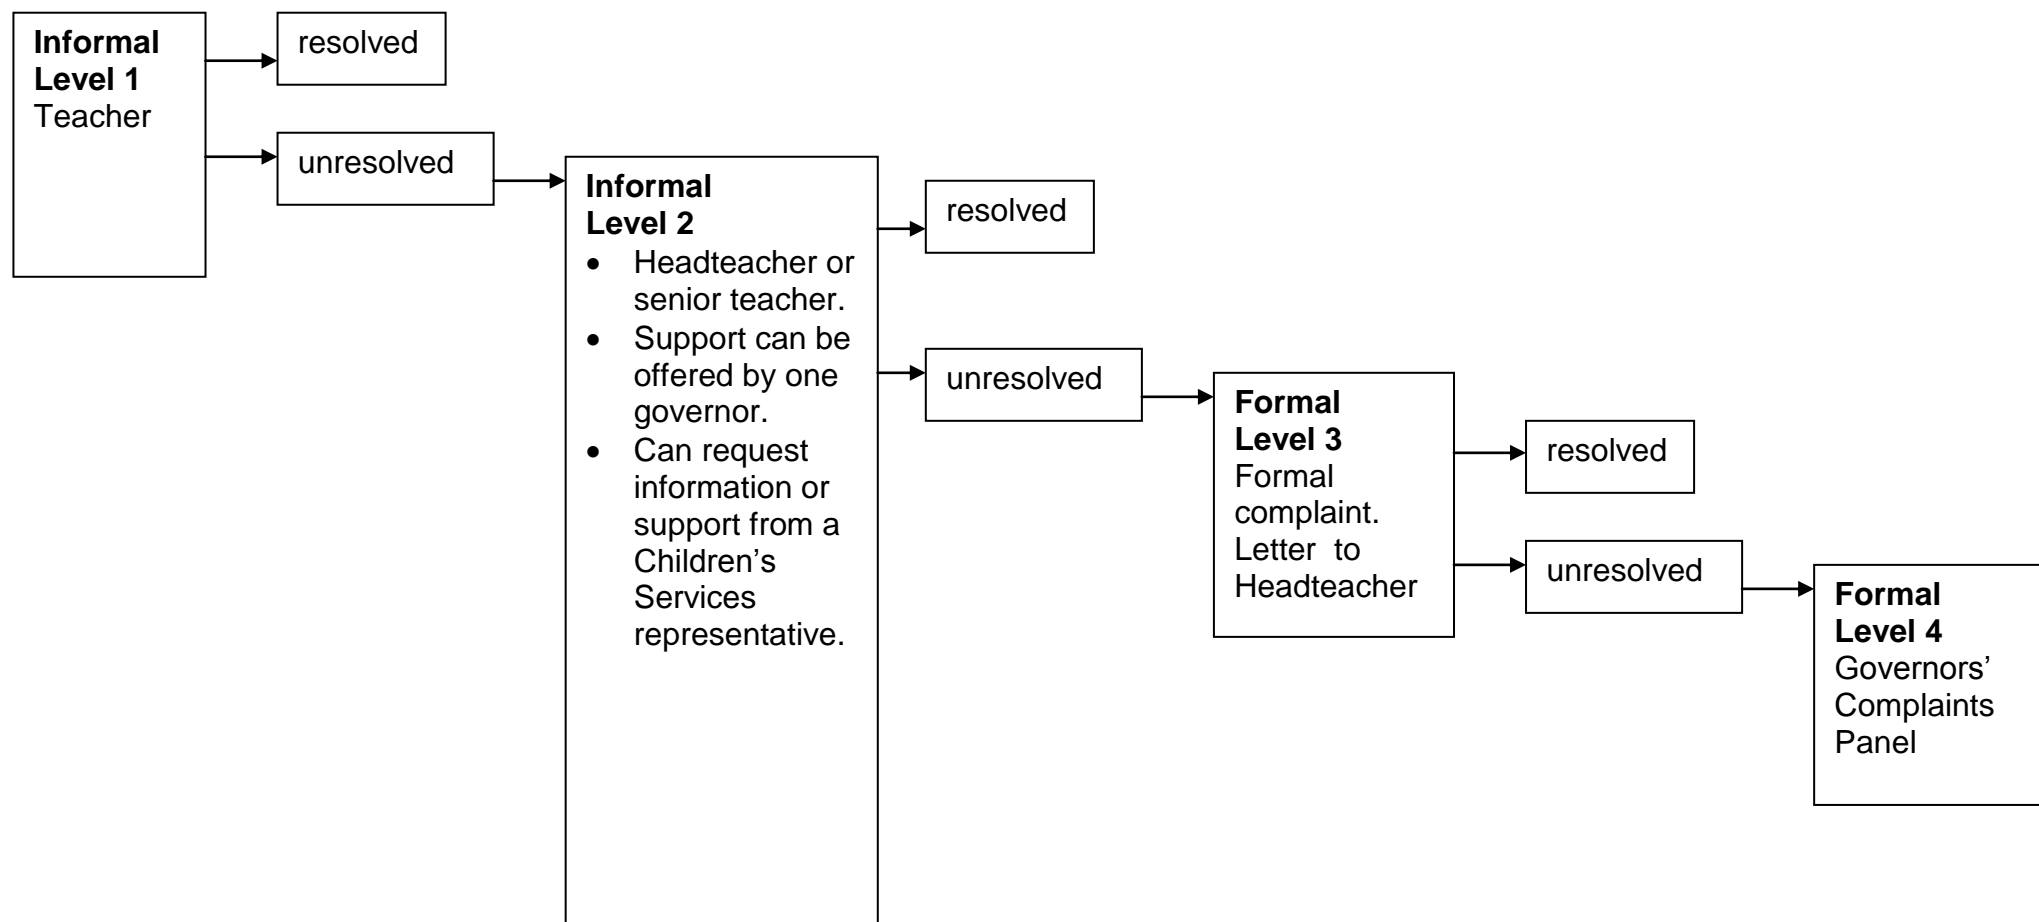 Informal
Level 1
Teacher
resolved
unresolved
Informal
Level 2
• Headteacher or
senior teacher.
• Support can be
offered by one
governor.
• Can request
information or
support from a
Children’s
Services
representative.
resolved
unresolved
Formal
Level 3
Formal
complaint.
Letter  to
Headteacher
resolved
unresolved
Formal
Level 4
Governors’
Complaints
Panel